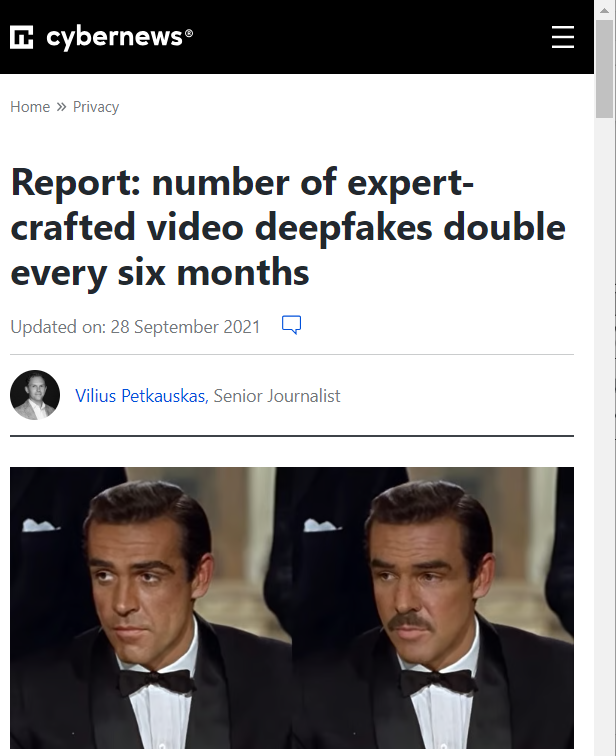 cybernews®
Home » Privacy
Report: number of expert-
crafted video deepfakes double
every six months
Updated on: 28 September 2021
Vilius Petkauskas, Senior Journalist